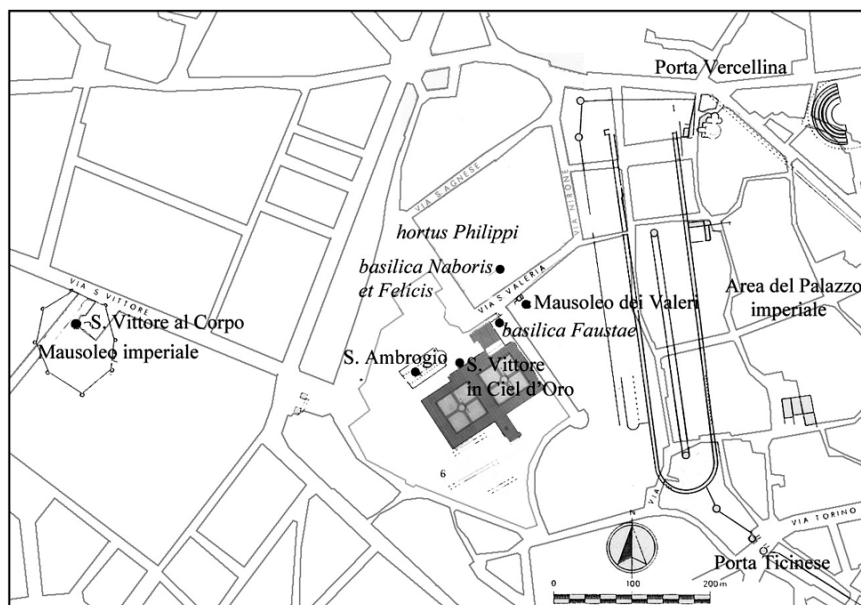 Porta Vercellina
1
VIA S. AGNESE
VIA NIRONE
hortus Philippi
basilica Naboris
et Felícis
VIA S VALERIA
Area del Palazzo
imperiale
VIA S VITTORE
Mausoleo dei Valeri
S. Vittore al Corpo
basilica Faustae
Mausoleo imperiale
S. Ambrogio
S. Vittore
in Ciel d'Oro
6
VIA
N
VIA TORINO
Porta Ticinese
0
100
200 m